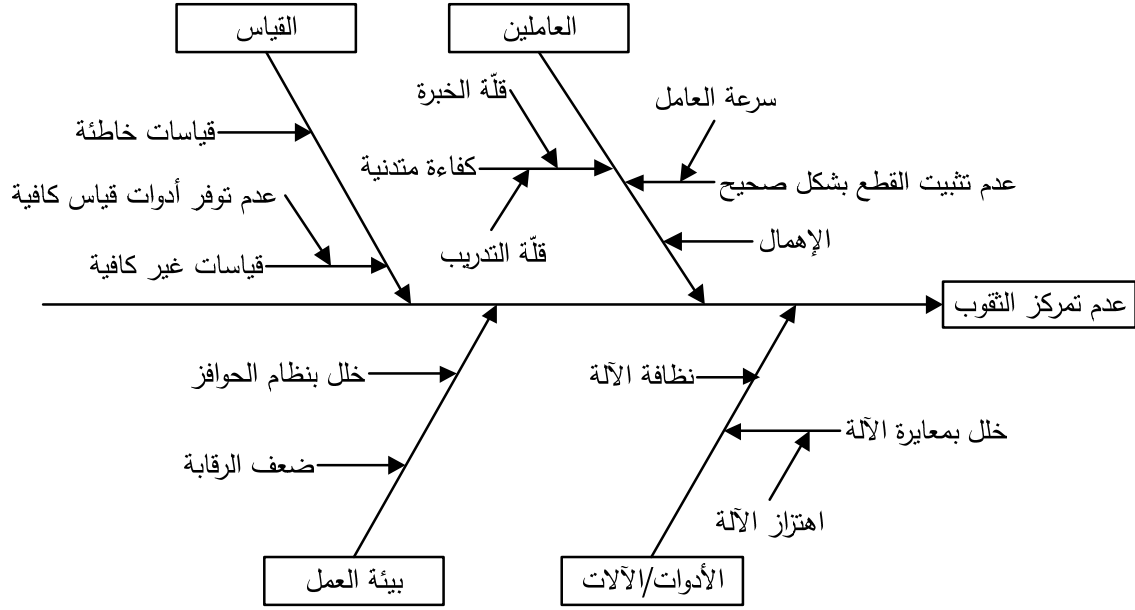 العاملين
القياس
قلّة الخبرة
سرعة العامل
قياسات خاطئة
كفاءة متدنية
عدم تثبيت القطع بشكل صحيح
عدم توفر أدوات قياس كافية
قلّة التدريب
الإهمال
قياسات غير كافية
عدم تمركز الثقوب
نظافة الآلة
خلل بنظام الحوافز
خلل بمعايرة الآلة
ضعف الرقابة
اهتزاز الآلة
الأدوات/الآلات
بيئة العمل